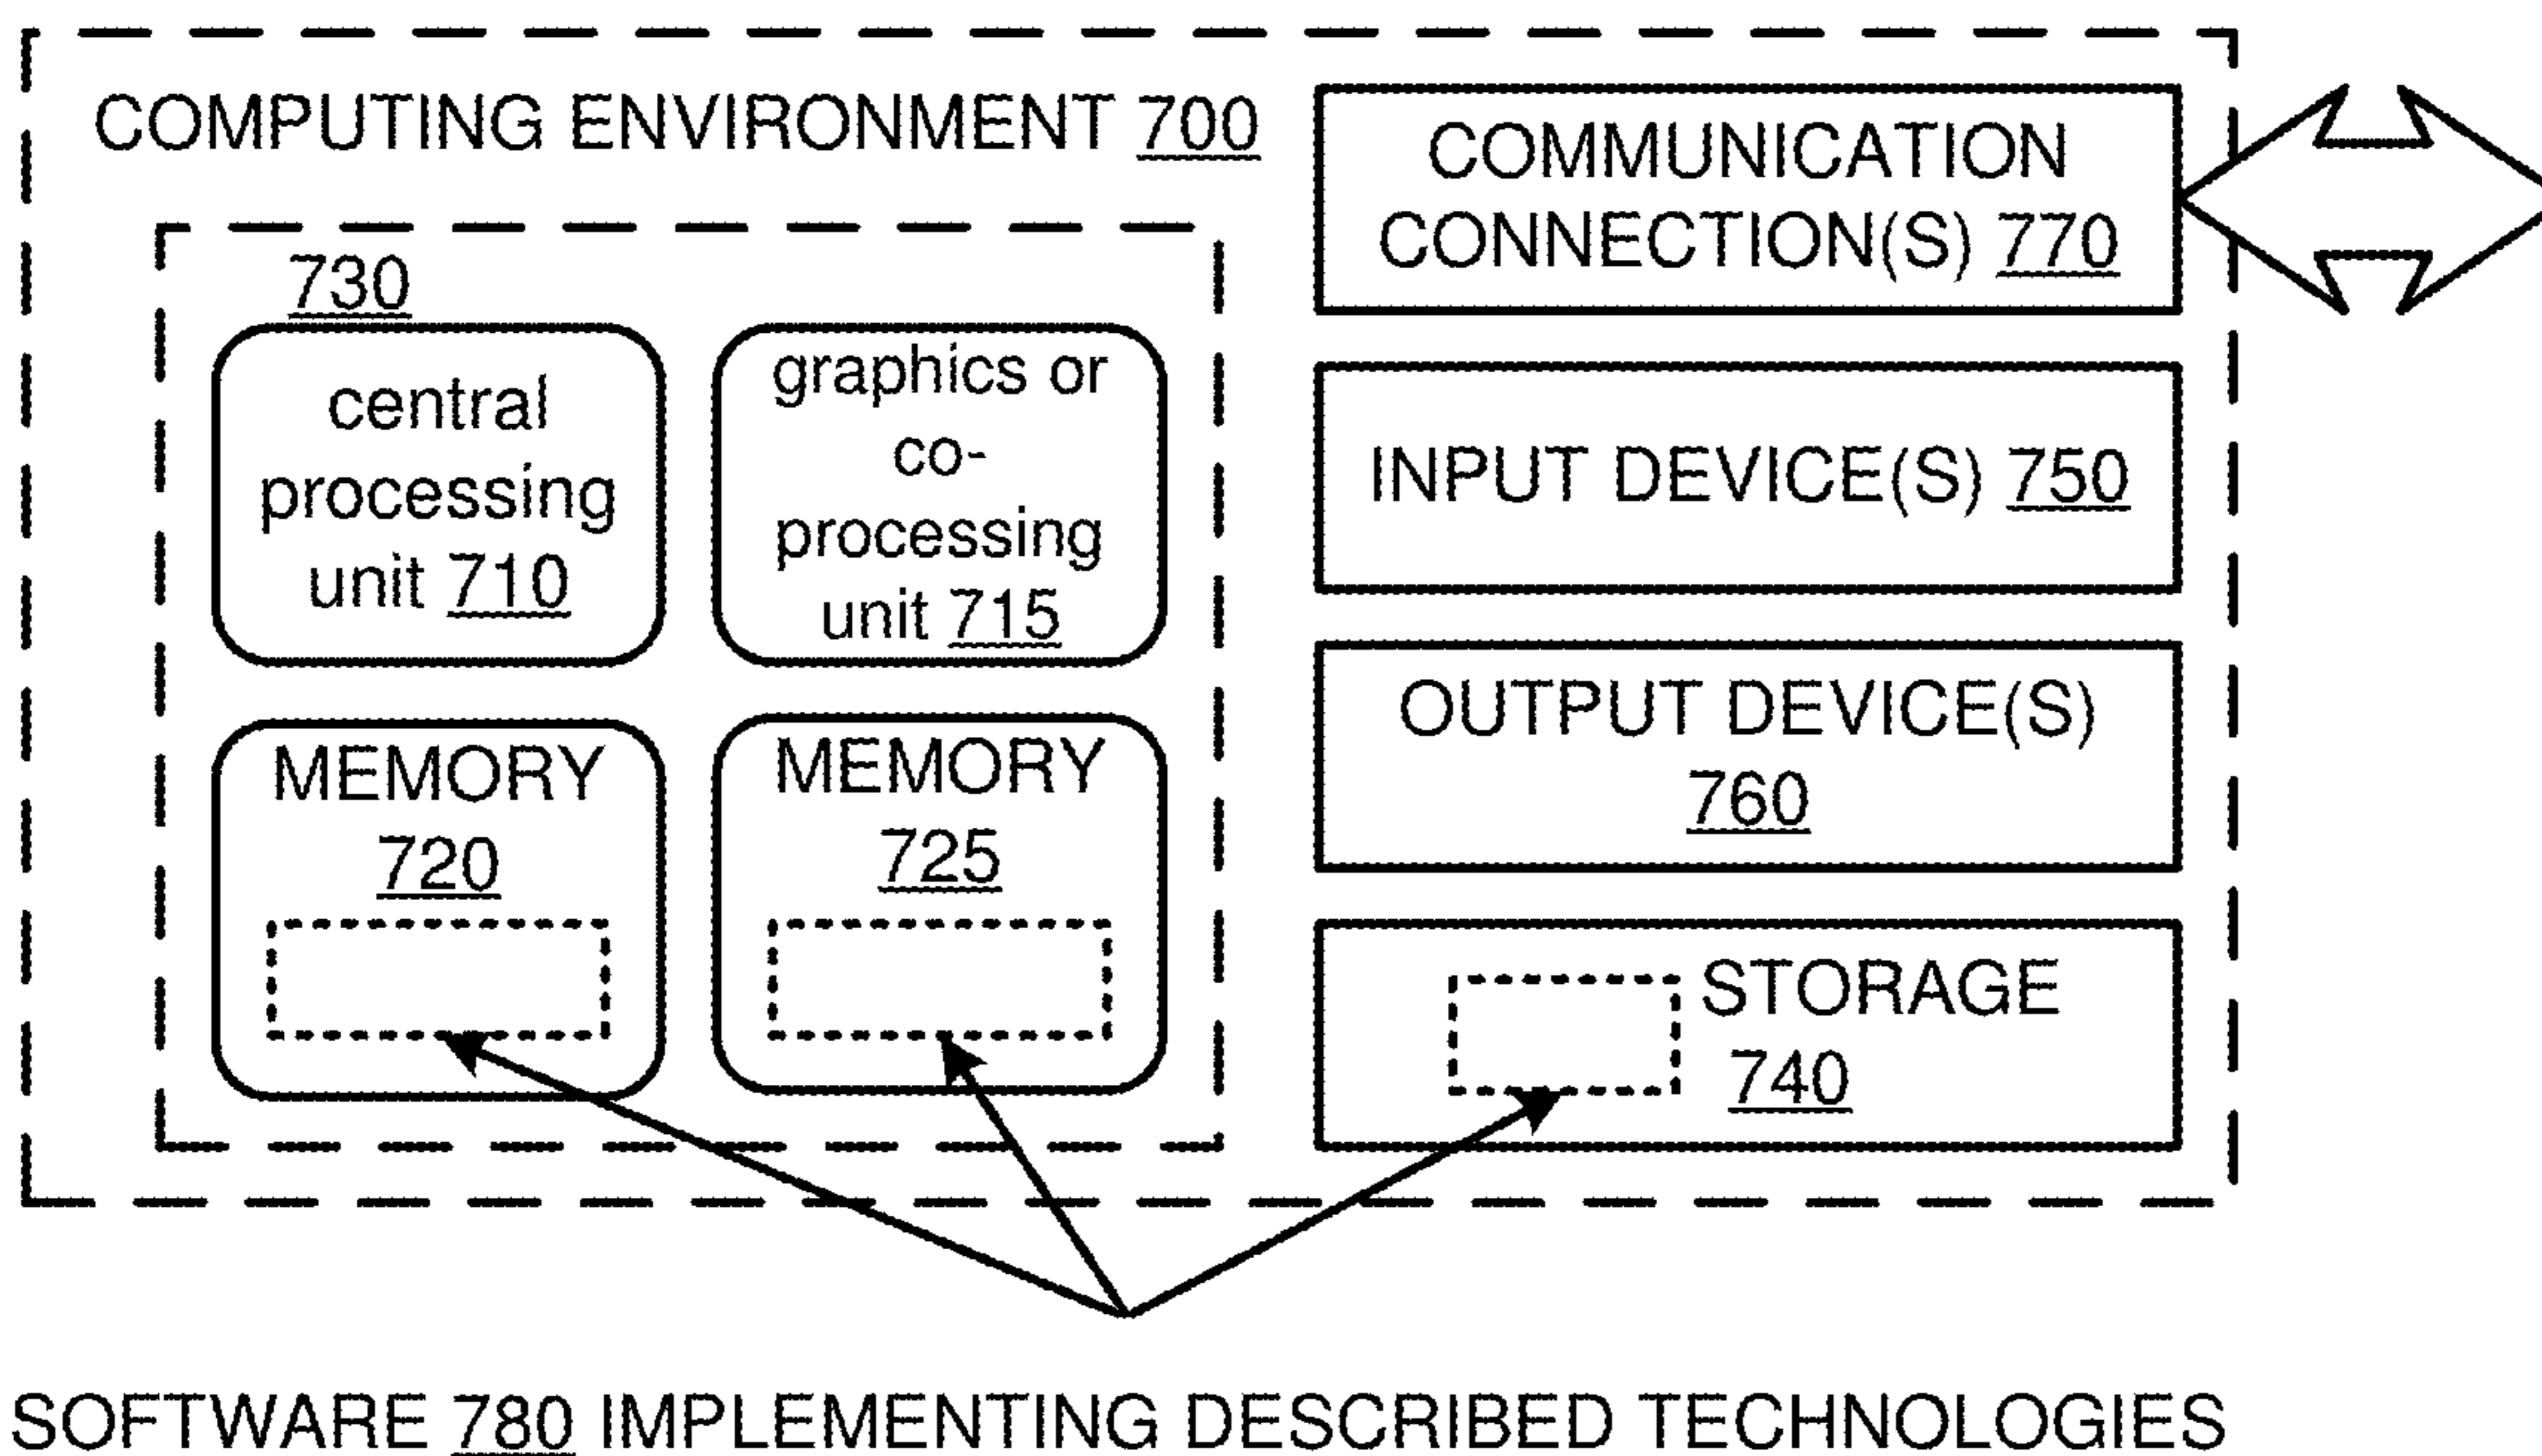 COMPUTING ENVIRONMENT 700
730
central
processing
unit 710
graphics or
co-
processing
unit 715
MEMORY
720
MEMORY
725
COMMUNICATION
CONNECTION(S) 770
INPUT DEVICE(S) 750
OUTPUT DEVICE(S)
760
STORAGE
740
SOFTWARE 780 IMPLEMENTING DESCRIBED TECHNOLOGIES